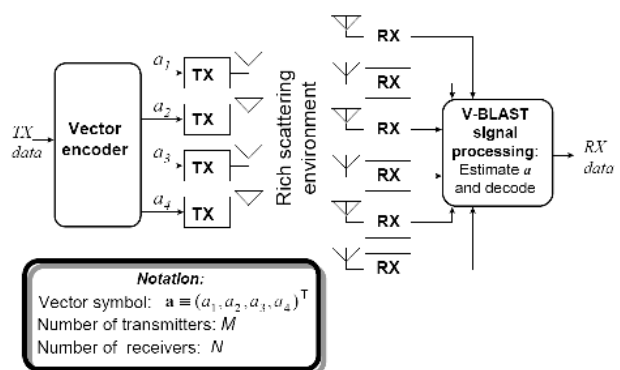 TX data
Vector encoder
a1
TX
a2
TX
a3
TX
a4
TX
Rich scattering environment
RX
RX
RX
RX
RX
RX
V-BLAST signal processing:
Estimate a and decode
RX data
Notation:
Vector symbol: a ≡ (a1, a2, a3, a4)T
Number of transmitters: M
Number of receivers: N